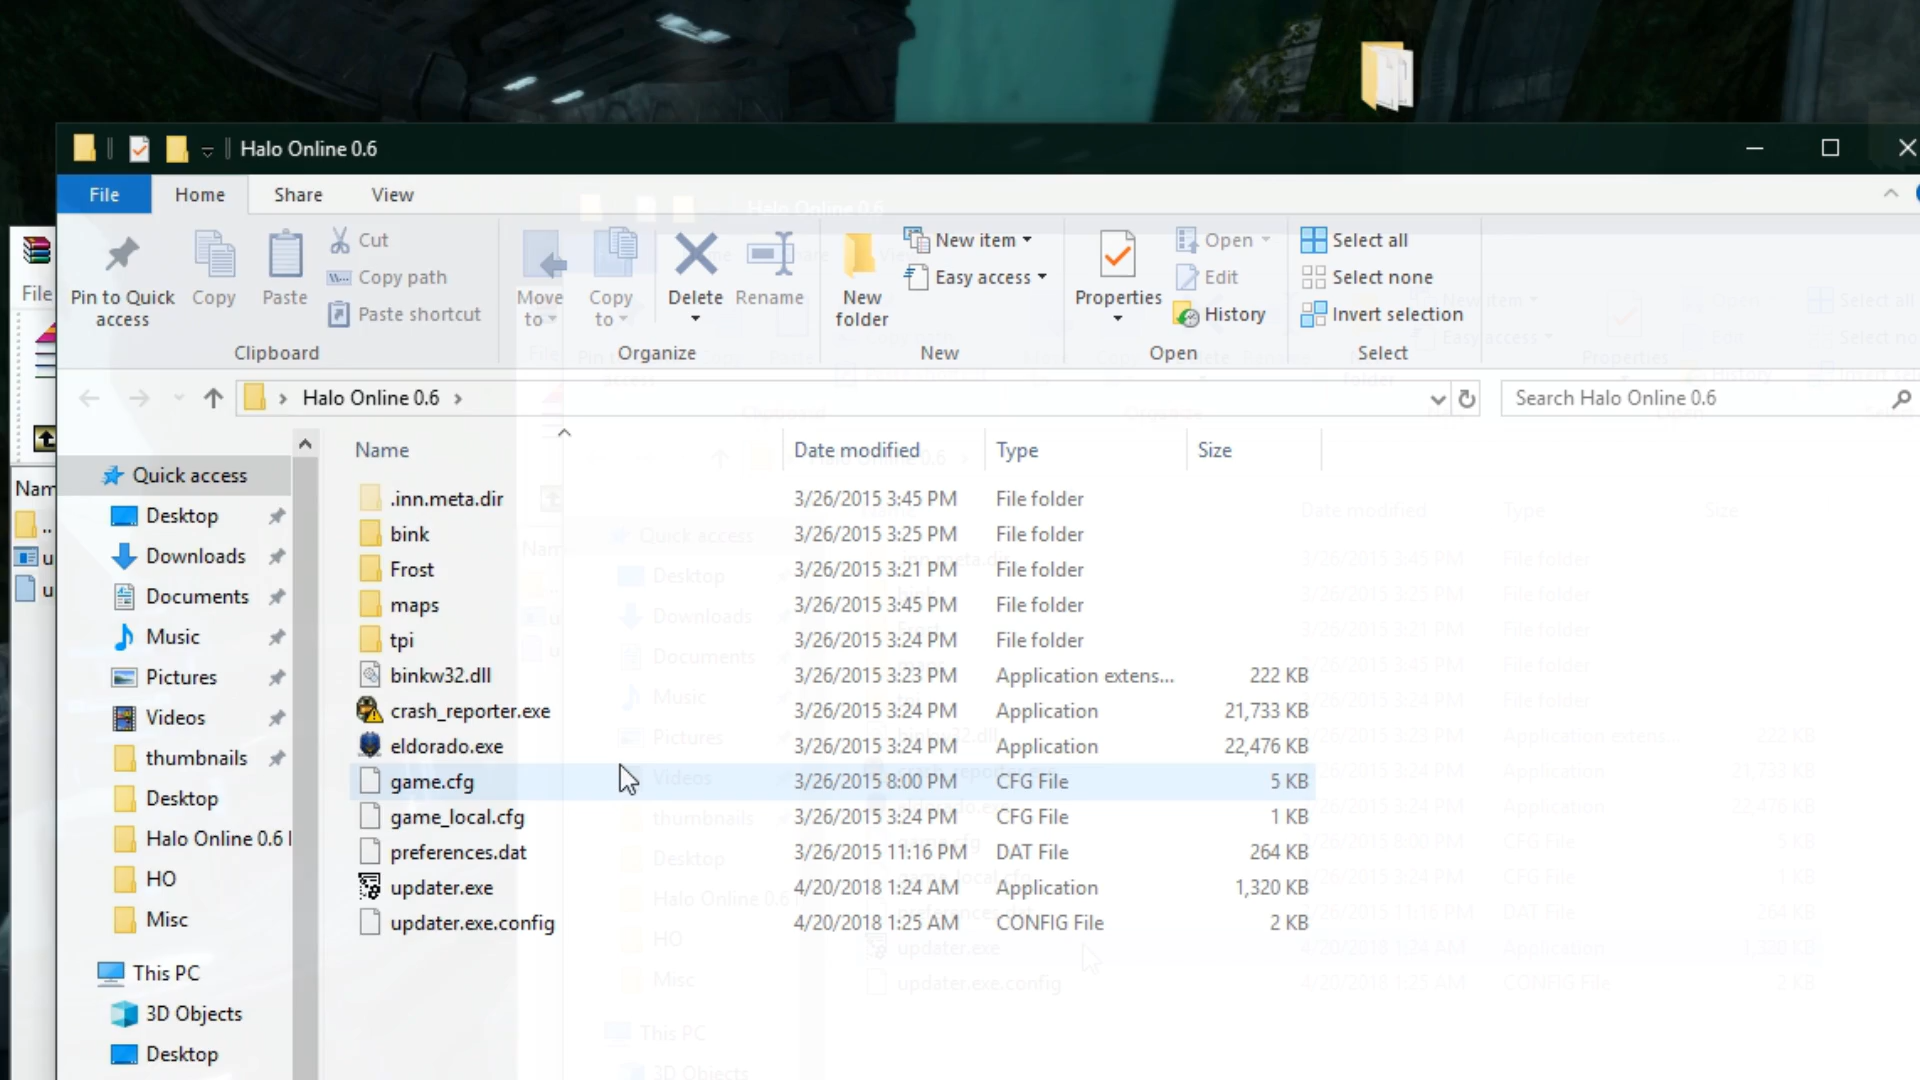 Halo Online 0.6
File Home Share View
Pin to Quick access
Copy
Paste
Cut
Copy path
Paste shortcut
Clipboard
Move to
Copy to
Delete
Rename
Organize
New folder
New item
Easy access
New
Properties
Open
Edit
History
Open
Select all
Select none
Invert selection
Select
Halo Online 0.6
Search Halo Online 0.6
File
Nam
..
u
u
Quick access
Desktop
Downloads
Documents
Music
Pictures
Videos
thumbnails
Desktop
Halo Online 0.6
HO
Misc
This PC
3D Objects
Desktop
Name Date modified Type Size
.inn.meta.dir 3/26/2015 3:45 PM File folder
bink 3/26/2015 3:25 PM File folder
Frost 3/26/2015 3:21 PM File folder
maps 3/26/2015 3:45 PM File folder
tpi 3/26/2015 3:24 PM File folder
binkw32.dll 3/26/2015 3:23 PM Application extens... 222 KB
crash_reporter.exe 3/26/2015 3:24 PM Application 21,733 KB
eldorado.exe 3/26/2015 3:24 PM Application 22,476 KB
game.cfg 3/26/2015 8:00 PM CFG File 5 KB
game_local.cfg 3/26/2015 3:24 PM CFG File 1 KB
preferences.dat 3/26/2015 11:16 PM DAT File 264 KB
updater.exe 4/20/2018 1:24 AM Application 1,320 KB
updater.exe.config 4/20/2018 1:25 AM CONFIG File 2 KB